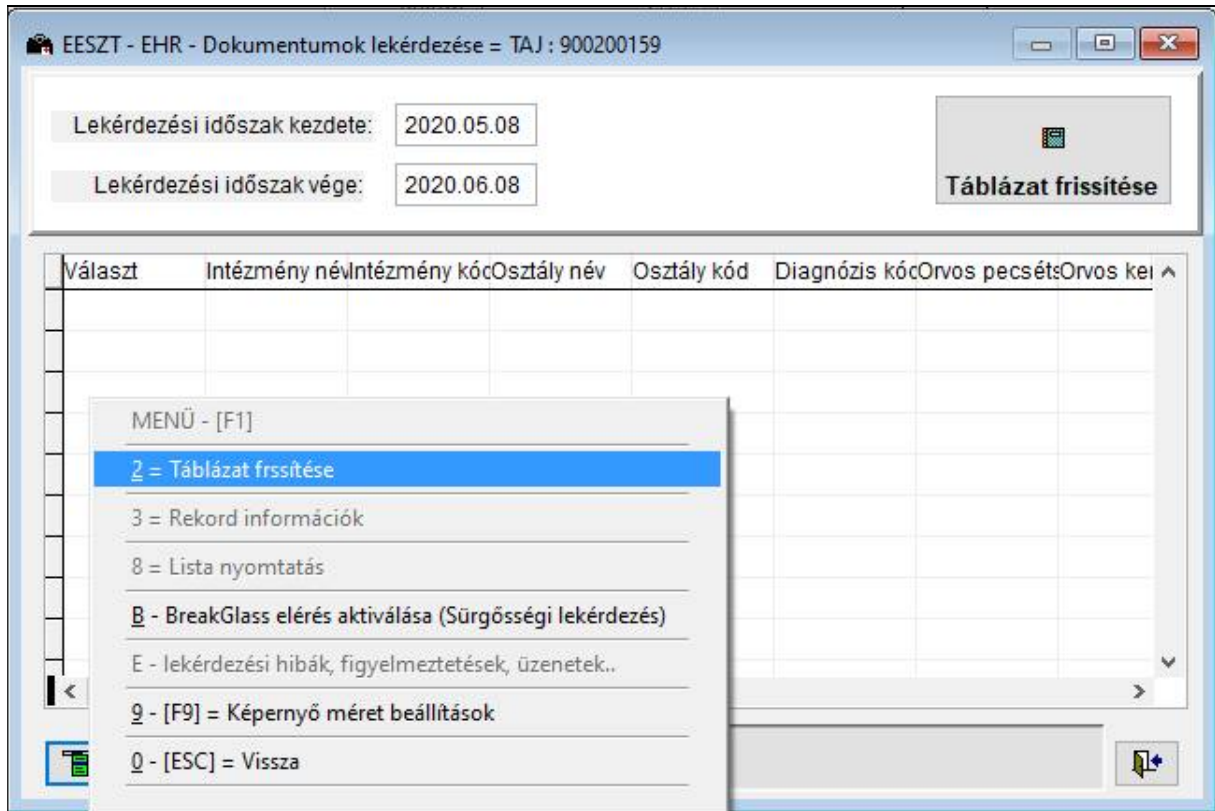 EESZT - EHR - Dokumentumok lekérdezése = TAJ : 900200159
Lekérdezési időszak kezdete: 2020.05.08
Lekérdezési időszak vége: 2020.06.08
Táblázat frissítése
Választ Intézmény név Intézmény kód Osztály név Osztály kód Diagnózis kód Orvos pecséts Orvos ker
MENÜ - [F1]
2 = Táblázat frssítése
3 = Rekord információk
8 = Lista nyomtatás
B - BreakGlass elérés aktiválása (Sürgősségi lekérdezés)
E - lekérdezési hibák, figyelmeztetések, üzenetek..
9 - [F9] = Képernyő méret beállítások
0 - [ESC] = Vissza